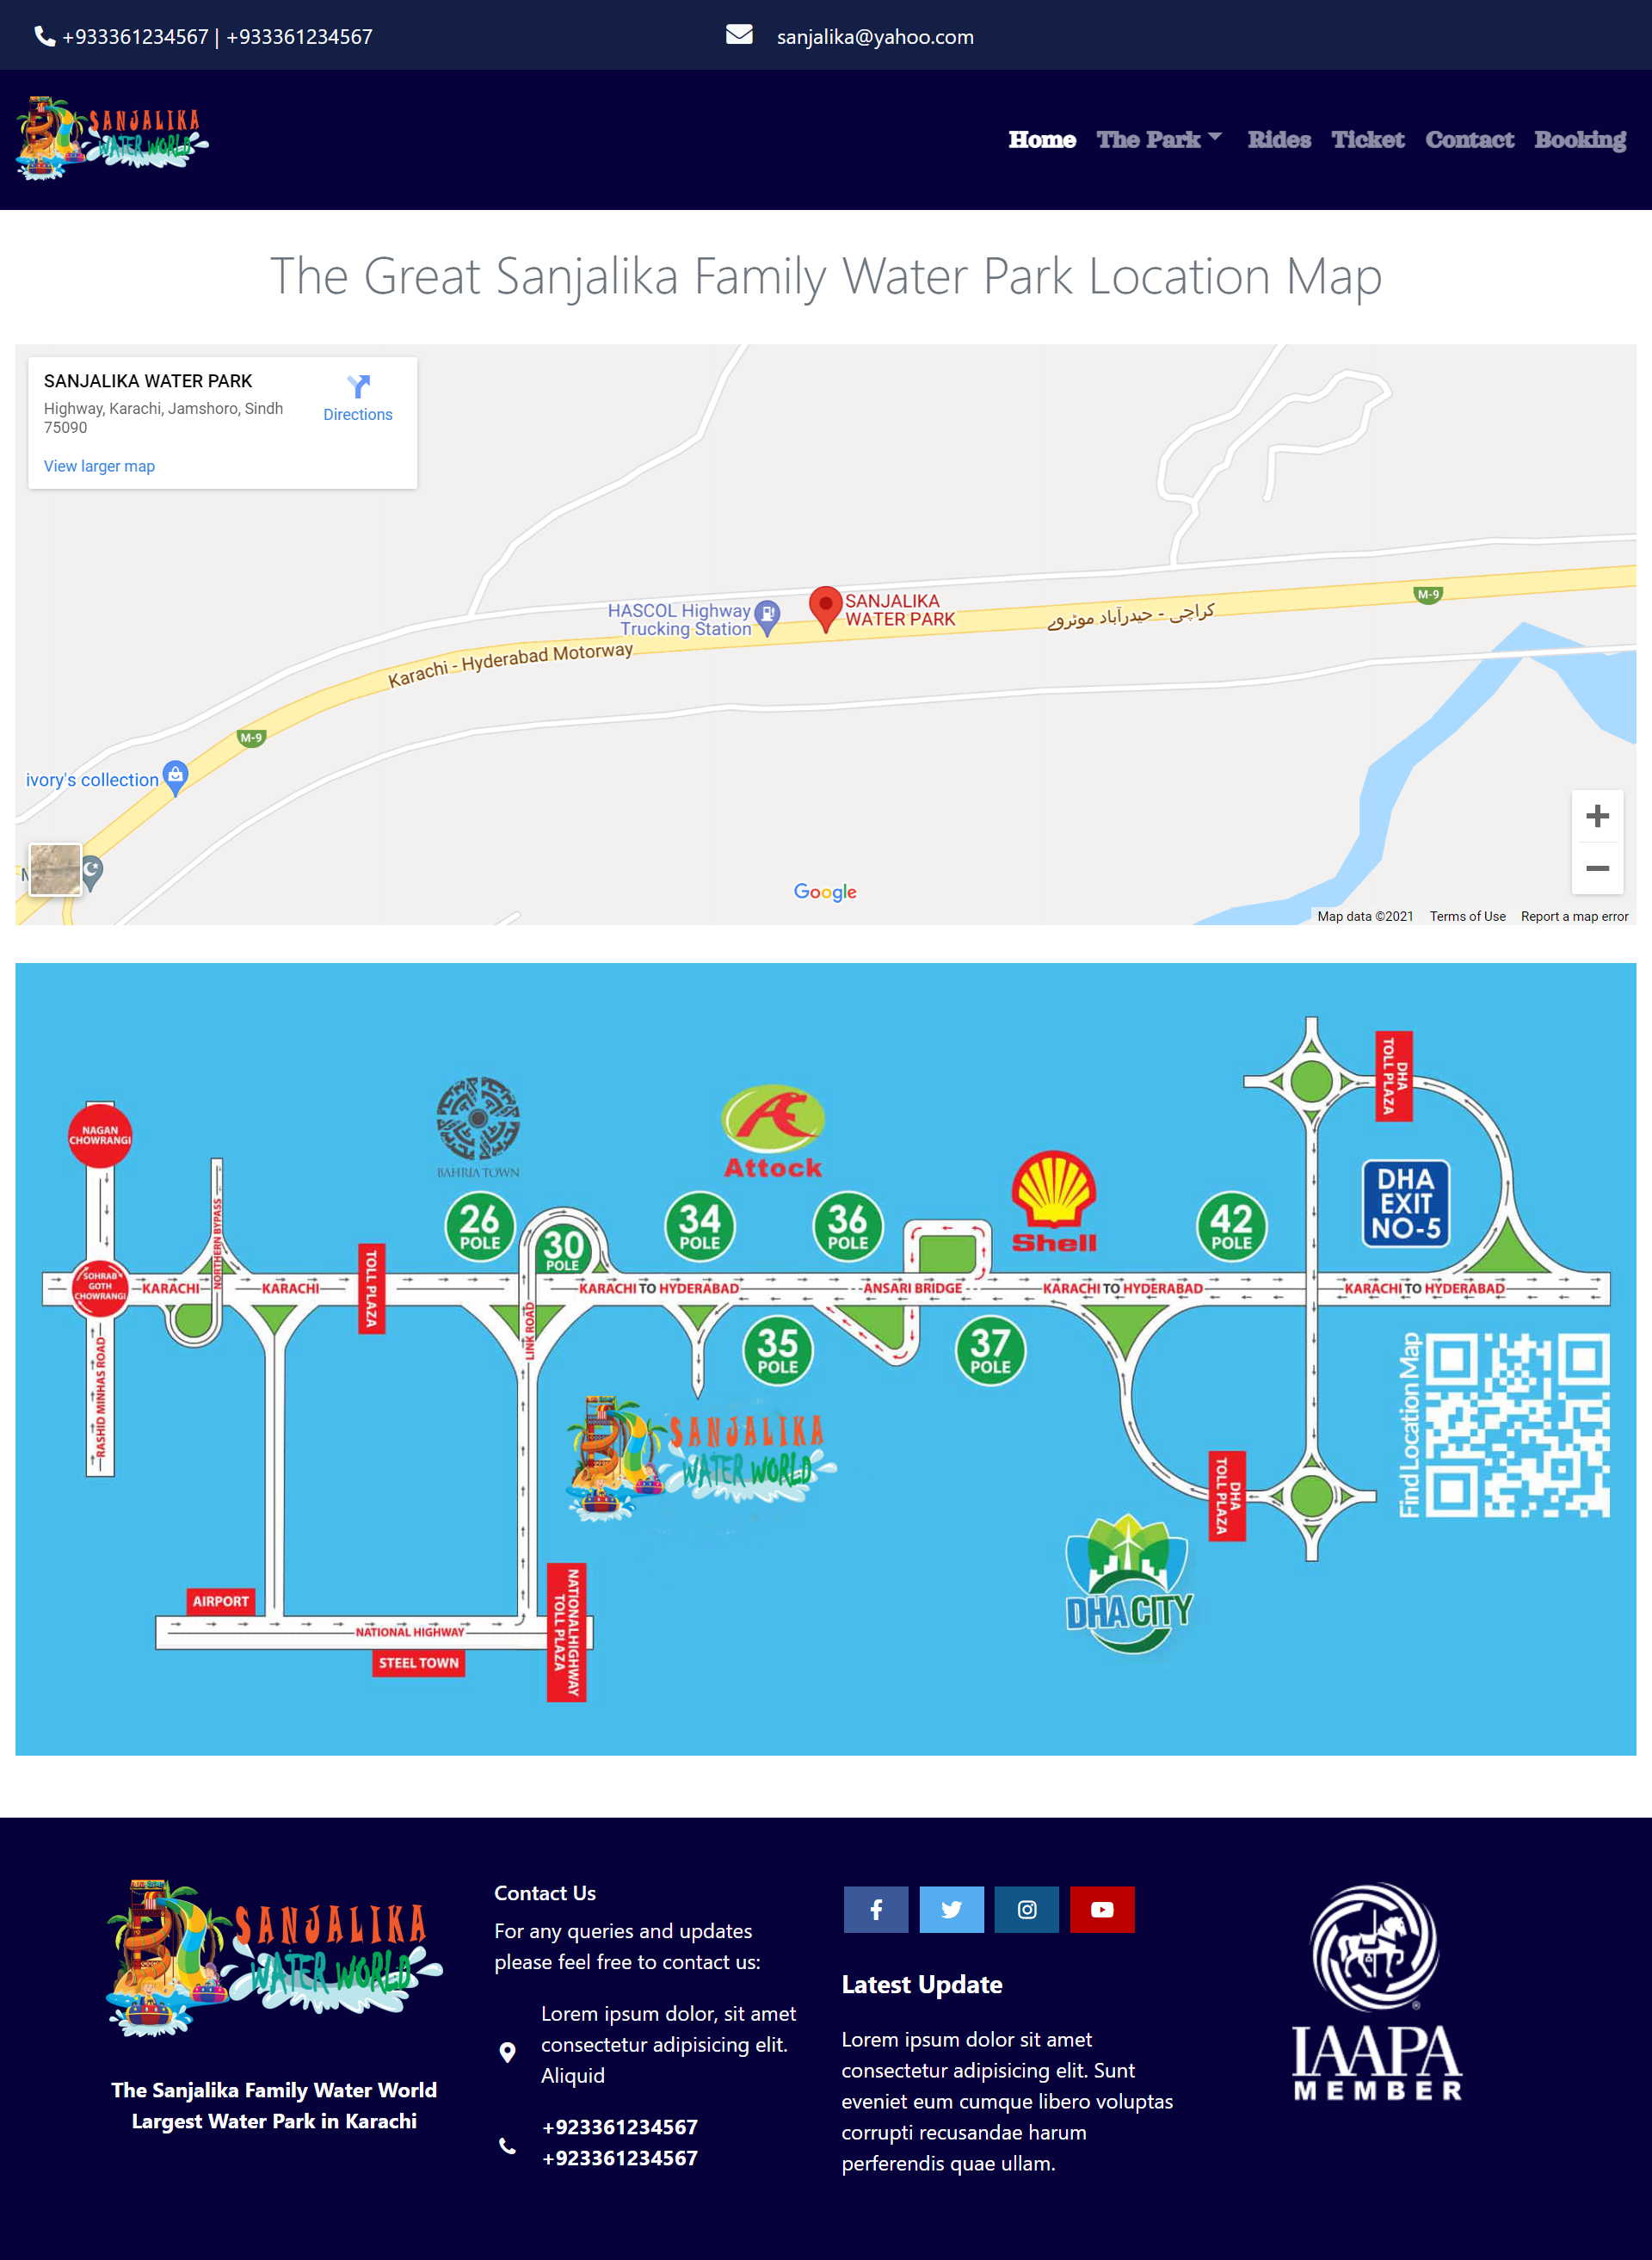 +933361234567 | +933361234567
sanjalika@yahoo.com
SANJALIKA
WATER WORLD
Home The Park Rides Ticket Contact Booking
The Great Sanjalika Family Water Park Location Map
SANJALIKA WATER PARK
Highway, Karachi, Jamshoro, Sindh
75090
Directions
View larger map
HASCOL Highway
Trucking Station
SANJALIKA
WATER PARK
کراچی - حیدرآباد موٹروے
M-9
Karachi - Hyderabad Motorway
M-9
ivory's collection
N
Google
Map data ©2021 Terms of Use Report a map error
DHA
TOLL PLAZA
NAGAN
CHOWRANGI
BAHRIA TOWN
Attock
Shell
DHA
EXIT
NO-5
26
POLE
30
POLE
34
POLE
36
POLE
42
POLE
NORTHERN BYPASS
TOLL PLAZA
SOHRAB
GOTH
CHOWRANGI
KARACHI
KARACHI
KARACHI TO HYDERABAD
ANSARI BRIDGE
KARACHI TO HYDERABAD
KARACHI TO HYDERABAD
LINK ROAD
35
POLE
37
POLE
RASHID MINHAS ROAD
Find Location Map
SANJALIKA
WATER WORLD
DHA
TOLL PLAZA
DHA CITY
AIRPORT
NATIONAL HIGHWAY
STEEL TOWN
NATIONALHIGHWAY
TOLL PLAZA
SANJALIKA
WATER WORLD
The Sanjalika Family Water World
Largest Water Park in Karachi
Contact Us
For any queries and updates
please feel free to contact us:
Lorem ipsum dolor, sit amet
consectetur adipisicing elit.
Aliquid
+923361234567
+923361234567
Latest Update
Lorem ipsum dolor sit amet
consectetur adipisicing elit. Sunt
eveniet eum cumque libero voluptas
corrupti recusandae harum
perferendis quae ullam.
IAAPA
MEMBER